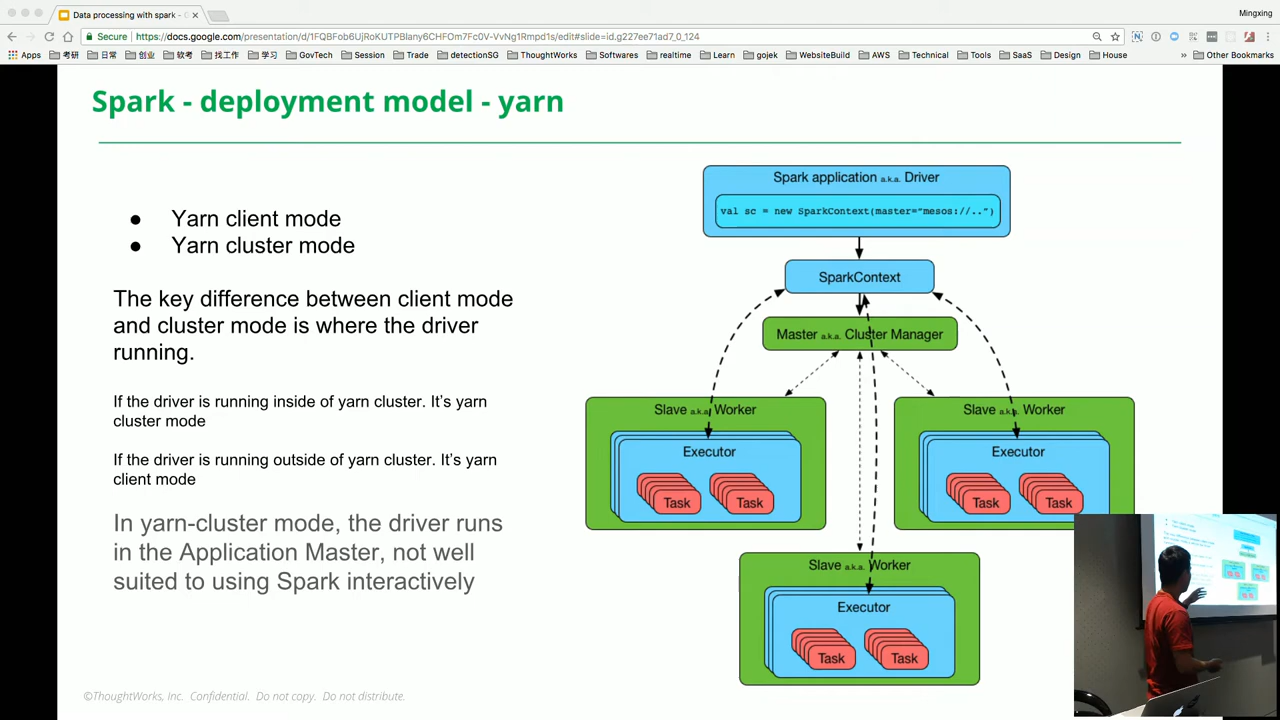 Data processing with spark -
Mingxing
Secure
https://docs.google.com/presentation/d/1FQBFob6UjRoKUTPBlany6CHFOm7Fc0V-VvNg1Rmpd1s/edit#slide=id.g227ee71ad7_0_124
Apps 考研 日常 创业 软考 找工作 学习 GovTech Session Trade detectionSG ThoughtWorks Softwares realtime Learn gojek WebsiteBuild AWS Technical Tools SaaS Design House » Other Bookmarks
Spark - deployment model - yarn
● Yarn client mode
● Yarn cluster mode
The key difference between client mode
and cluster mode is where the driver
running.
If the driver is running inside of yarn cluster. It's yarn
cluster mode
If the driver is running outside of yarn cluster. It's yarn
client mode
In yarn-cluster mode, the driver runs
in the Application Master, not well
suited to using Spark interactively
Spark application a.k.a. Driver
val sc = new SparkContext(master="mesos://..")
SparkContext
Master a.k.a. Cluster Manager
Slave a.k.a. Worker
Executor
Task Task
Slave a.k.a. Worker
Executor
Task Task
Slave a.k.a. Worker
Executor
Task Task
©ThoughtWorks, Inc. Confidential. Do not copy. Do not distribute.